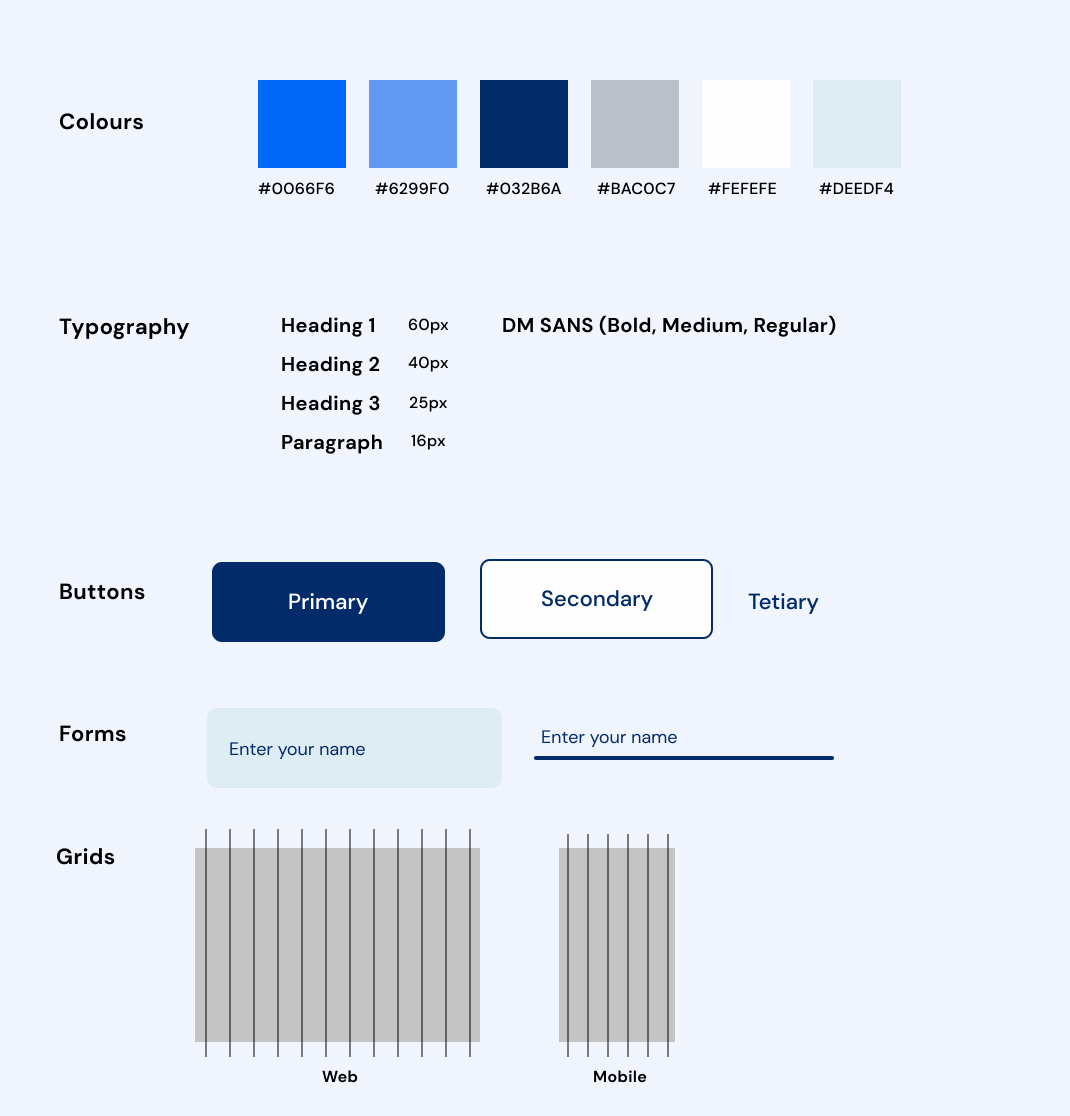 Colours
#0066F6 #6299F0 #032B6A #BAC0C7 #FEFEFE #DEEDF4
Typography
Heading 1 60px DM SANS (Bold, Medium, Regular)
Heading 2 40px
Heading 3 25px
Paragraph 16px
Buttons
Primary Secondary Tetiary
Forms
Enter your name Enter your name
Grids
Web Mobile